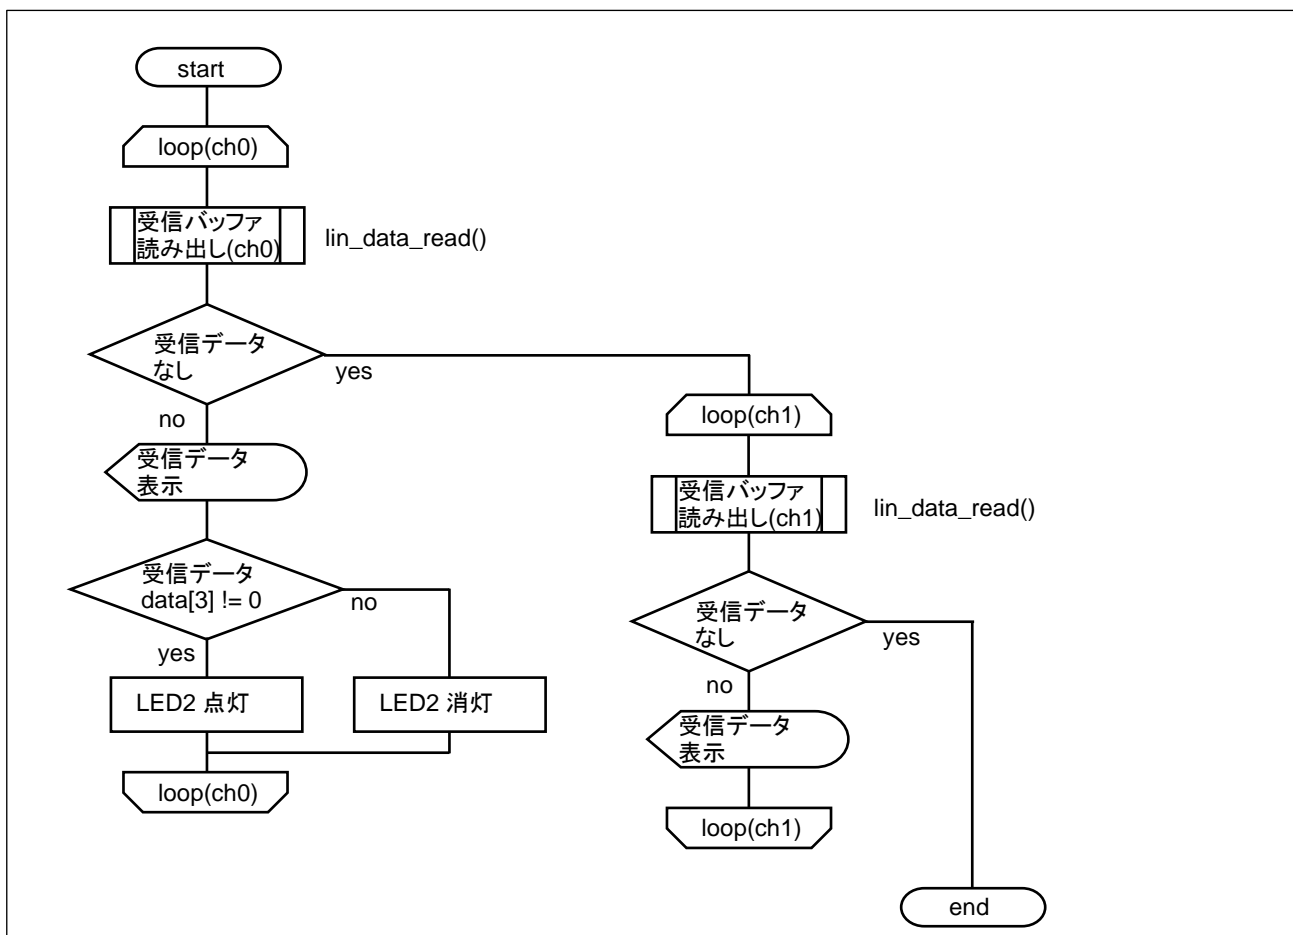 start
loop(ch0)
受信バッファ
読み出し(ch0)
lin_data_read()
受信データ
なし
yes
no
受信データ
表示
受信データ
data[3] != 0
no
yes
LED2 点灯
LED2 消灯
loop(ch0)
loop(ch1)
受信バッファ
読み出し(ch1)
lin_data_read()
受信データ
なし
yes
no
受信データ
表示
loop(ch1)
end